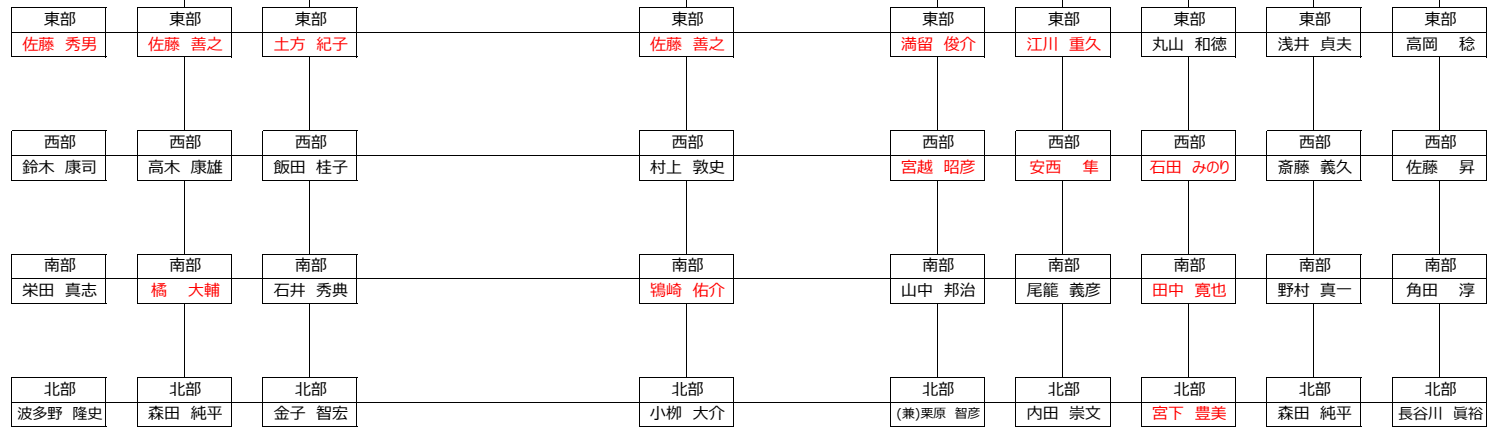 東部 東部 東部 東部 東部 東部 東部 東部 東部
佐藤 秀男 佐藤 善之 土方 紀子 佐藤 善之 満留 俊介 江川 重久 丸山 和徳 浅井 貞夫 高岡 稔
西部 西部 西部 西部 西部 西部 西部 西部 西部
鈴木 康司 高木 康雄 飯田 桂子 村上 敦史 宮越 昭彦 安西 隼 石田 みのり 斎藤 義久 佐藤 昇
南部 南部 南部 南部 南部 南部 南部 南部 南部
栄田 真志 橘 大輔 石井 秀典 鴇崎 佑介 山中 邦治 尾籠 義彦 田中 寛也 野村 真一 角田 淳
北部 北部 北部 北部 北部 北部 北部 北部 北部
波多野 隆史 森田 純平 金子 智宏 小栁 大介 (兼)栗原 智彦 内田 崇文 宮下 豊美 森田 純平 長谷川 眞裕